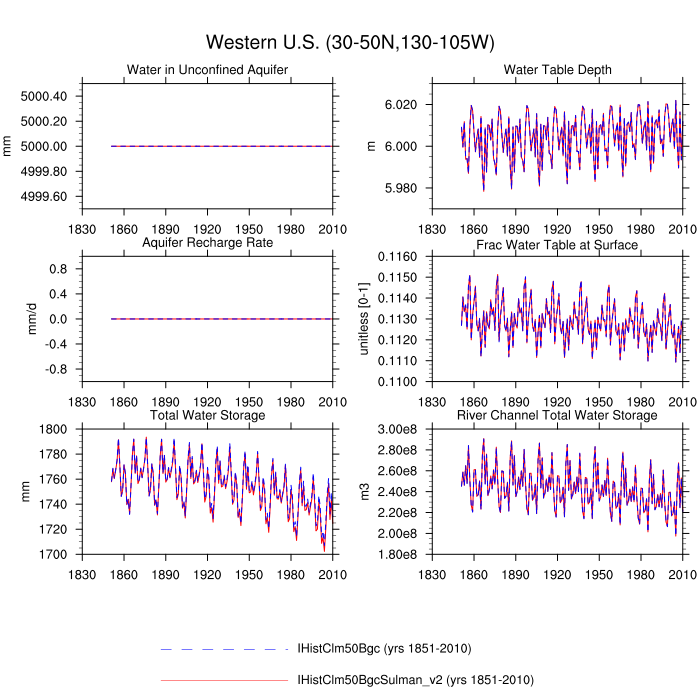 Western U.S. (30-50N,130-105W)
Water in Unconfined Aquifer
Water Table Depth
5000.40
5000.20
5000.00
4999.80
4999.60
mm
1830 1860 1890 1920 1950 1980 2010
6.020
6.000
5.980
m
1830 1860 1890 1920 1950 1980 2010
Aquifer Recharge Rate
Frac Water Table at Surface
0.8
0.4
0.0
-0.4
-0.8
mm/d
1830 1860 1890 1920 1950 1980 2010
0.1160
0.1150
0.1140
0.1130
0.1120
0.1110
0.1100
unitless [0-1]
1830 1860 1890 1920 1950 1980 2010
Total Water Storage
River Channel Total Water Storage
1800
1780
1760
1740
1720
1700
mm
1830 1860 1890 1920 1950 1980 2010
3.00e8
2.80e8
2.60e8
2.40e8
2.20e8
2.00e8
1.80e8
m3
1830 1860 1890 1920 1950 1980 2010
IHistClm50Bgc (yrs 1851-2010)
IHistClm50BgcSulman_v2 (yrs 1851-2010)